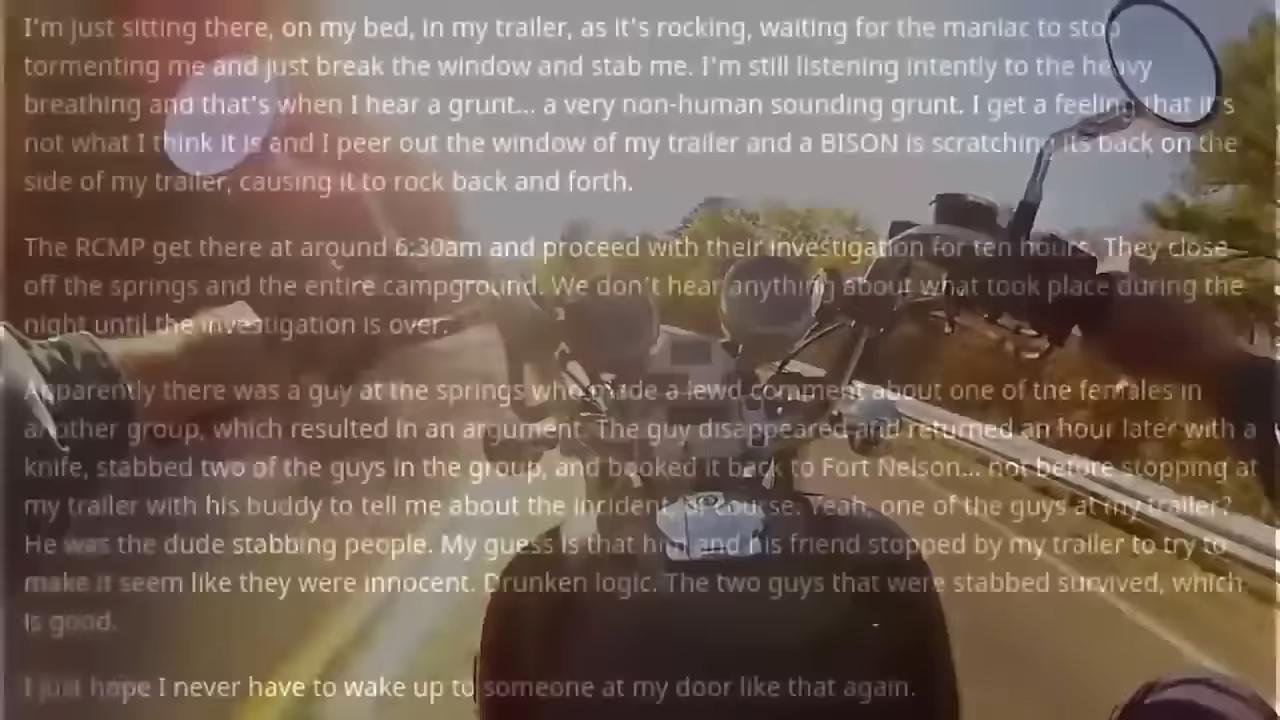 I'm just sitting there, on my bed, in my trailer, as it's rocking, waiting for the maniac to stop
tormenting me and just break the window and stab me. I'm still listening intently to the heavy
breathing and that's when I hear a grunt... a very non-human sounding grunt. I get a feeling that it's
not what I think it is and I peer out the window of my trailer and a BISON is scratching its back on the
side of my trailer, causing it to rock back and forth.
The RCMP get there at around 6:30am and proceed with their investigation for ten hours. They close
off the springs and the entire campground. We don't hear anything about what took place during the
night until the investigation is over.
Apparently there was a guy at the springs who made a lewd comment about one of the females in
another group, which resulted in an argument. The guy disappeared and returned an hour later with a
knife, stabbed two of the guys in the group, and booked it back to Fort Nelson... not before stopping at
my trailer with his buddy to tell me about the incident, of course. Yeah, one of the guys at my trailer?
He was the dude stabbing people. My guess is that him and his friend stopped by my trailer to try to
make it seem like they were innocent. Drunken logic. The two guys that were stabbed survived, which
is good.
I just hope I never have to wake up to someone at my door like that again.